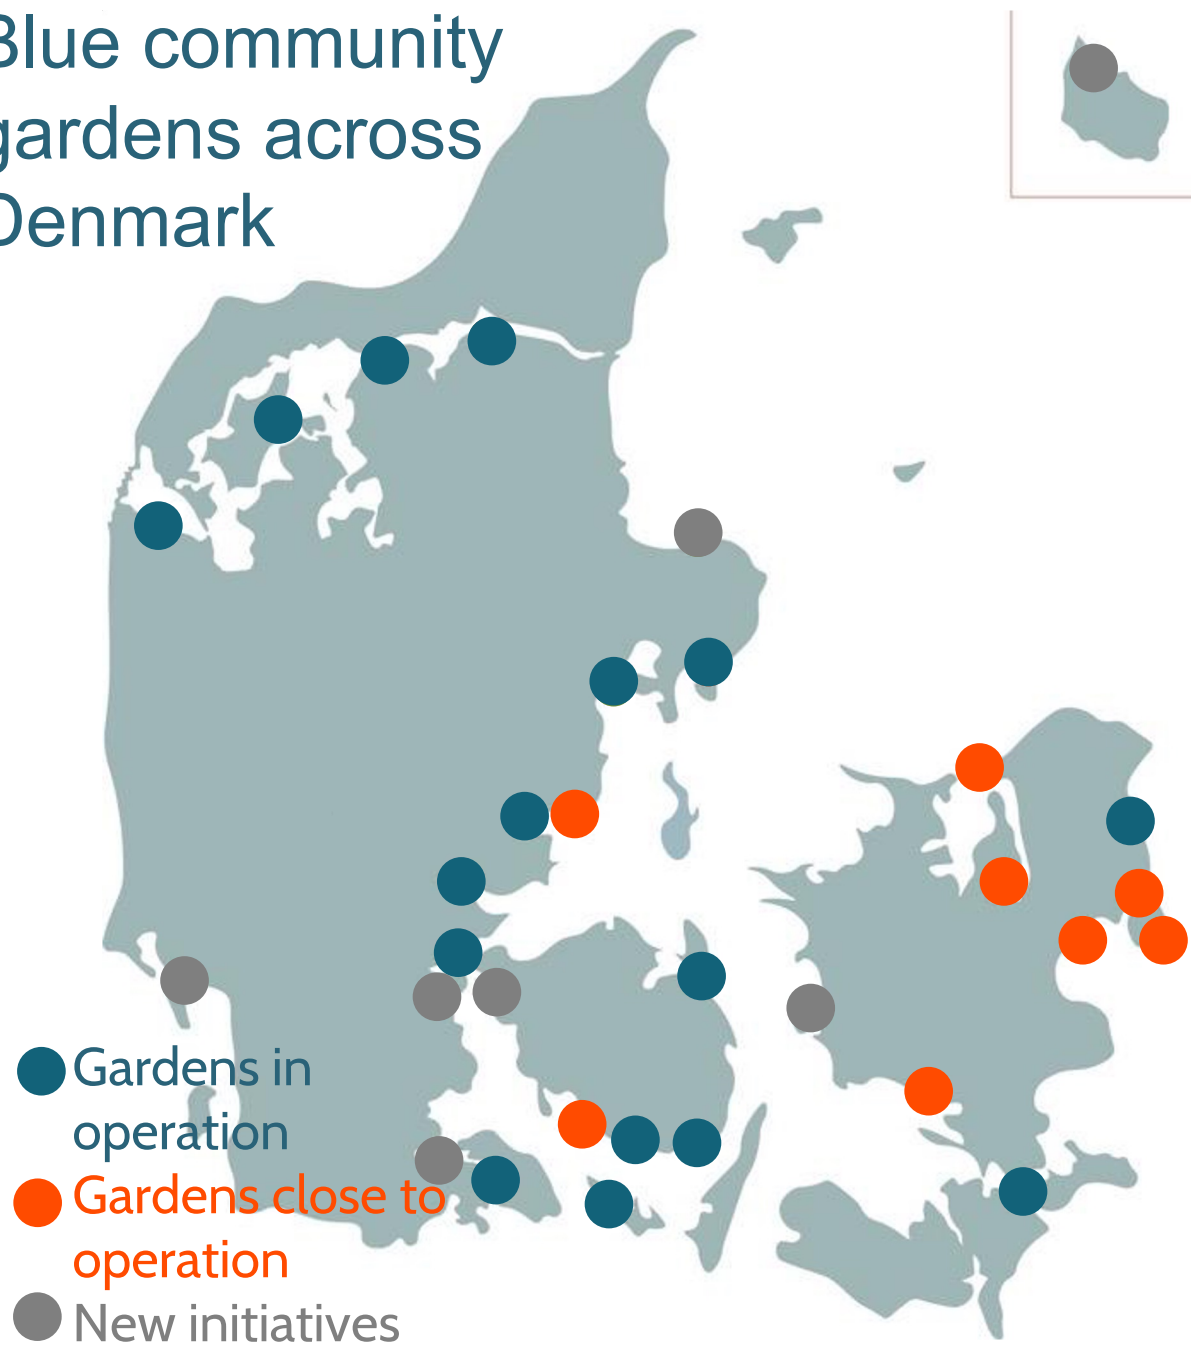 Blue community
gardens across
Denmark
Gardens in
operation
Gardens close to
operation
New initiatives